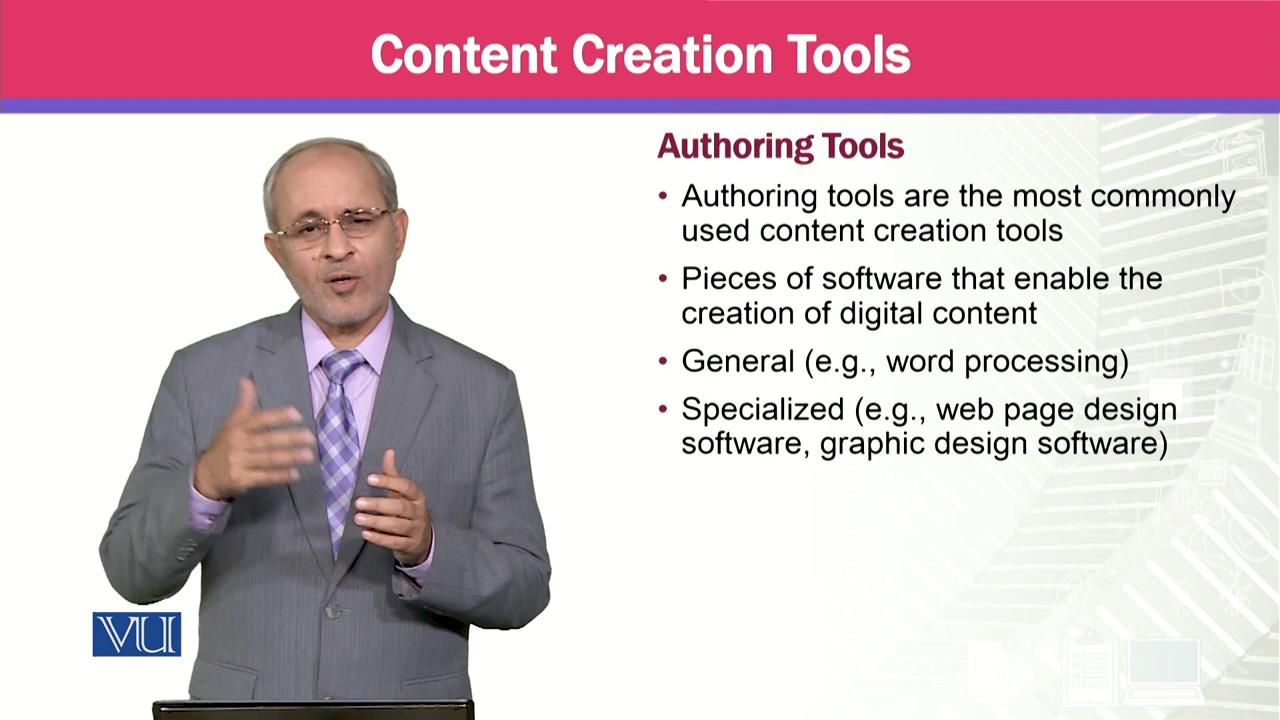 Content Creation Tools
Authoring Tools
• Authoring tools are the most commonly
used content creation tools
• Pieces of software that enable the
creation of digital content
• General (e.g., word processing)
• Specialized (e.g., web page design
software, graphic design software)
VU